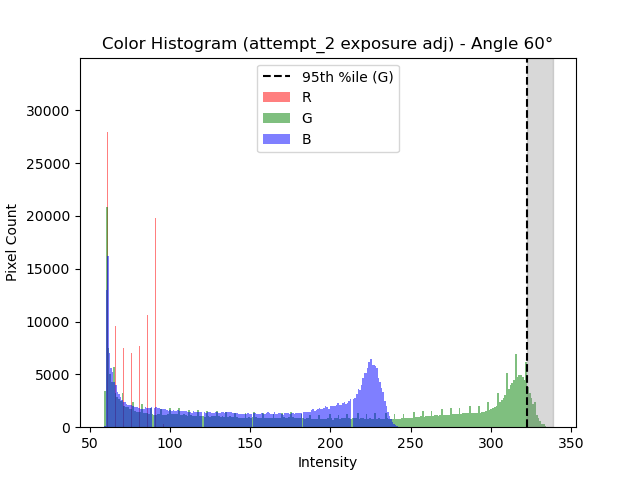 Color Histogram (attempt_2 exposure adj) - Angle 60°
95th %ile (G)
R
G
B
Pixel Count
30000
25000
20000
15000
10000
5000
0
50
100
150
200
250
300
350
Intensity